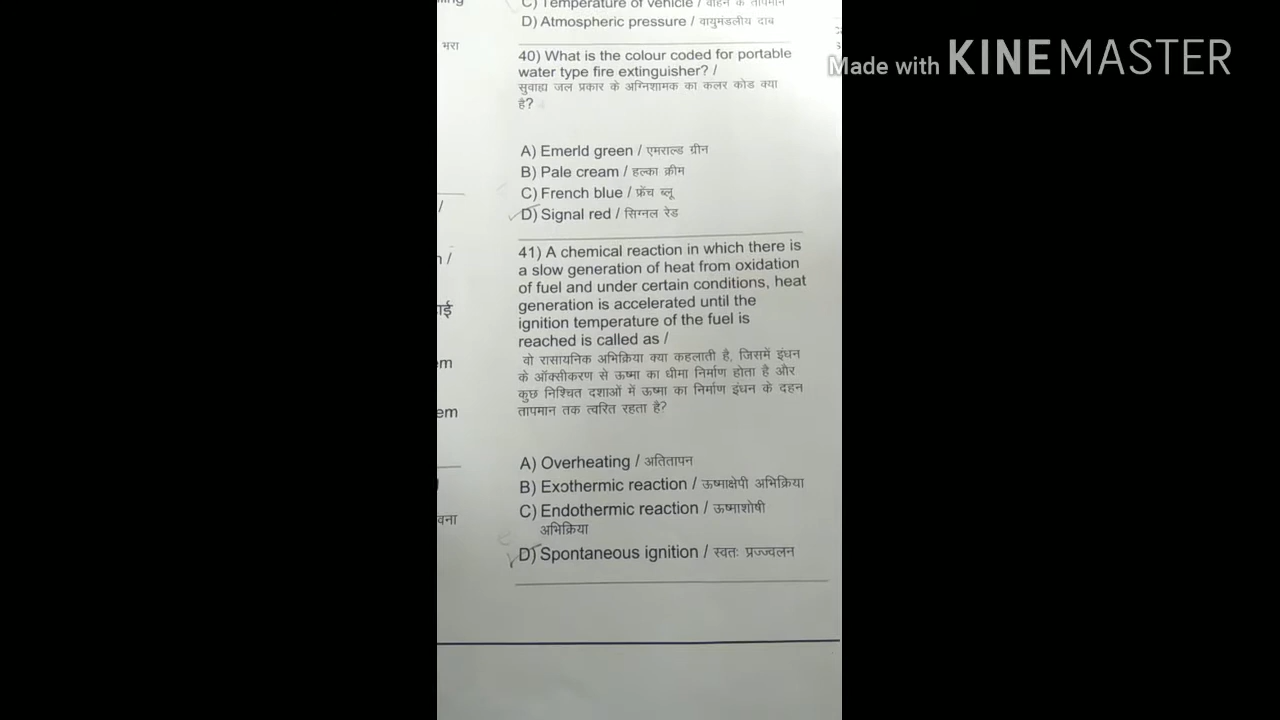 C) Temperature of vehicle / वाहन के तापमान
D) Atmospheric pressure / वायुमंडलीय दाब
भरा
Made with KINEMASTER
40) What is the colour coded for portable
water type fire extinguisher? /
सुवाह्य जल प्रकार के अग्निशामक का कलर कोड क्या
है?
A) Emerld green / एमराल्ड ग्रीन
B) Pale cream / हल्का क्रीम
C) French blue / फ्रेंच ब्लू
D) Signal red / सिग्नल रेड
41) A chemical reaction in which there is
a slow generation of heat from oxidation
of fuel and under certain conditions, heat
generation is accelerated until the
ignition temperature of the fuel is
reached is called as /
वो रासायनिक अभिक्रिया क्या कहलाती है, जिसमें इंधन
के ऑक्सीकरण से ऊष्मा का धीमा निर्माण होता है और
कुछ निश्चित दशाओं में ऊष्मा का निर्माण इंधन के दहन
तापमान तक त्वरित रहता है?
A) Overheating / अतितापन
B) Exothermic reaction / ऊष्माक्षेपी अभिक्रिया
C) Endothermic reaction / ऊष्माशोषी
अभिक्रिया
D) Spontaneous ignition / स्वतः प्रज्ज्वलन